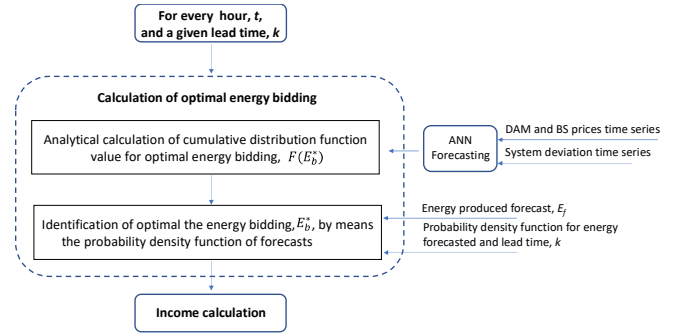 For every hour, t,
and a given lead time, k
Calculation of optimal energy bidding
Analytical calculation of cumulative distribution function
value for optimal energy bidding, F(E_b^*)
ANN
Forecasting
DAM and BS prices time series
System deviation time series
Identification of optimal the energy bidding, E_b^*, by means
the probability density function of forecasts
Energy produced forecast, E_f
Probability density function for energy
forecasted and lead time, k
Income calculation